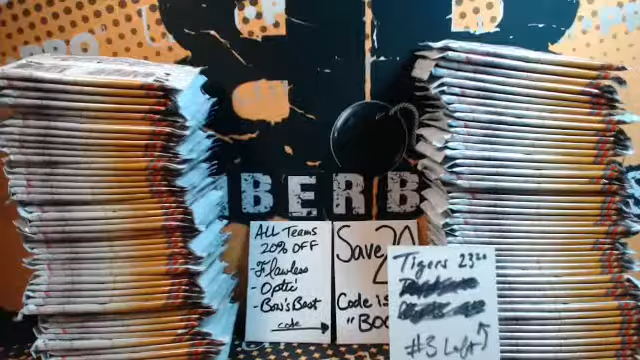 BERB
ALL TEAMS
20% OFF
-Flawless
-Optic
-Bow's Best
code
Save 20
Code is
"BOO
Tigers 23
#3 Left